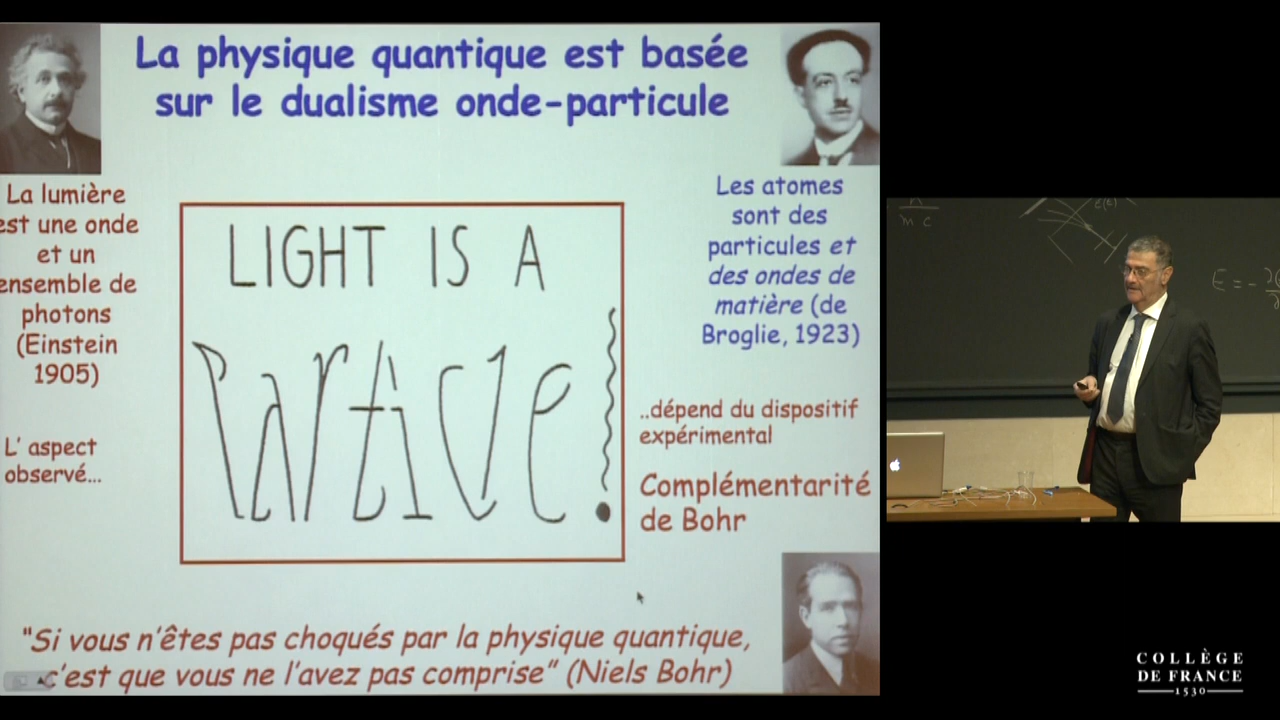 La physique quantique est basée
sur le dualisme onde-particule
La lumière
est une onde
et un
ensemble de
photons
(Einstein
1905)
L' aspect
observé...
LIGHT IS A
Particle!
Les atomes
sont des
particules et
des ondes de
matière (de
Broglie, 1923)
..dépend du dispositif
expérimental
Complémentarité
de Bohr
"Si vous n'êtes pas choqués par la physique quantique,
c'est que vous ne l'avez pas comprise" (Niels Bohr)
m c
E = -
COLLÈGE
DE FRANCE
1530